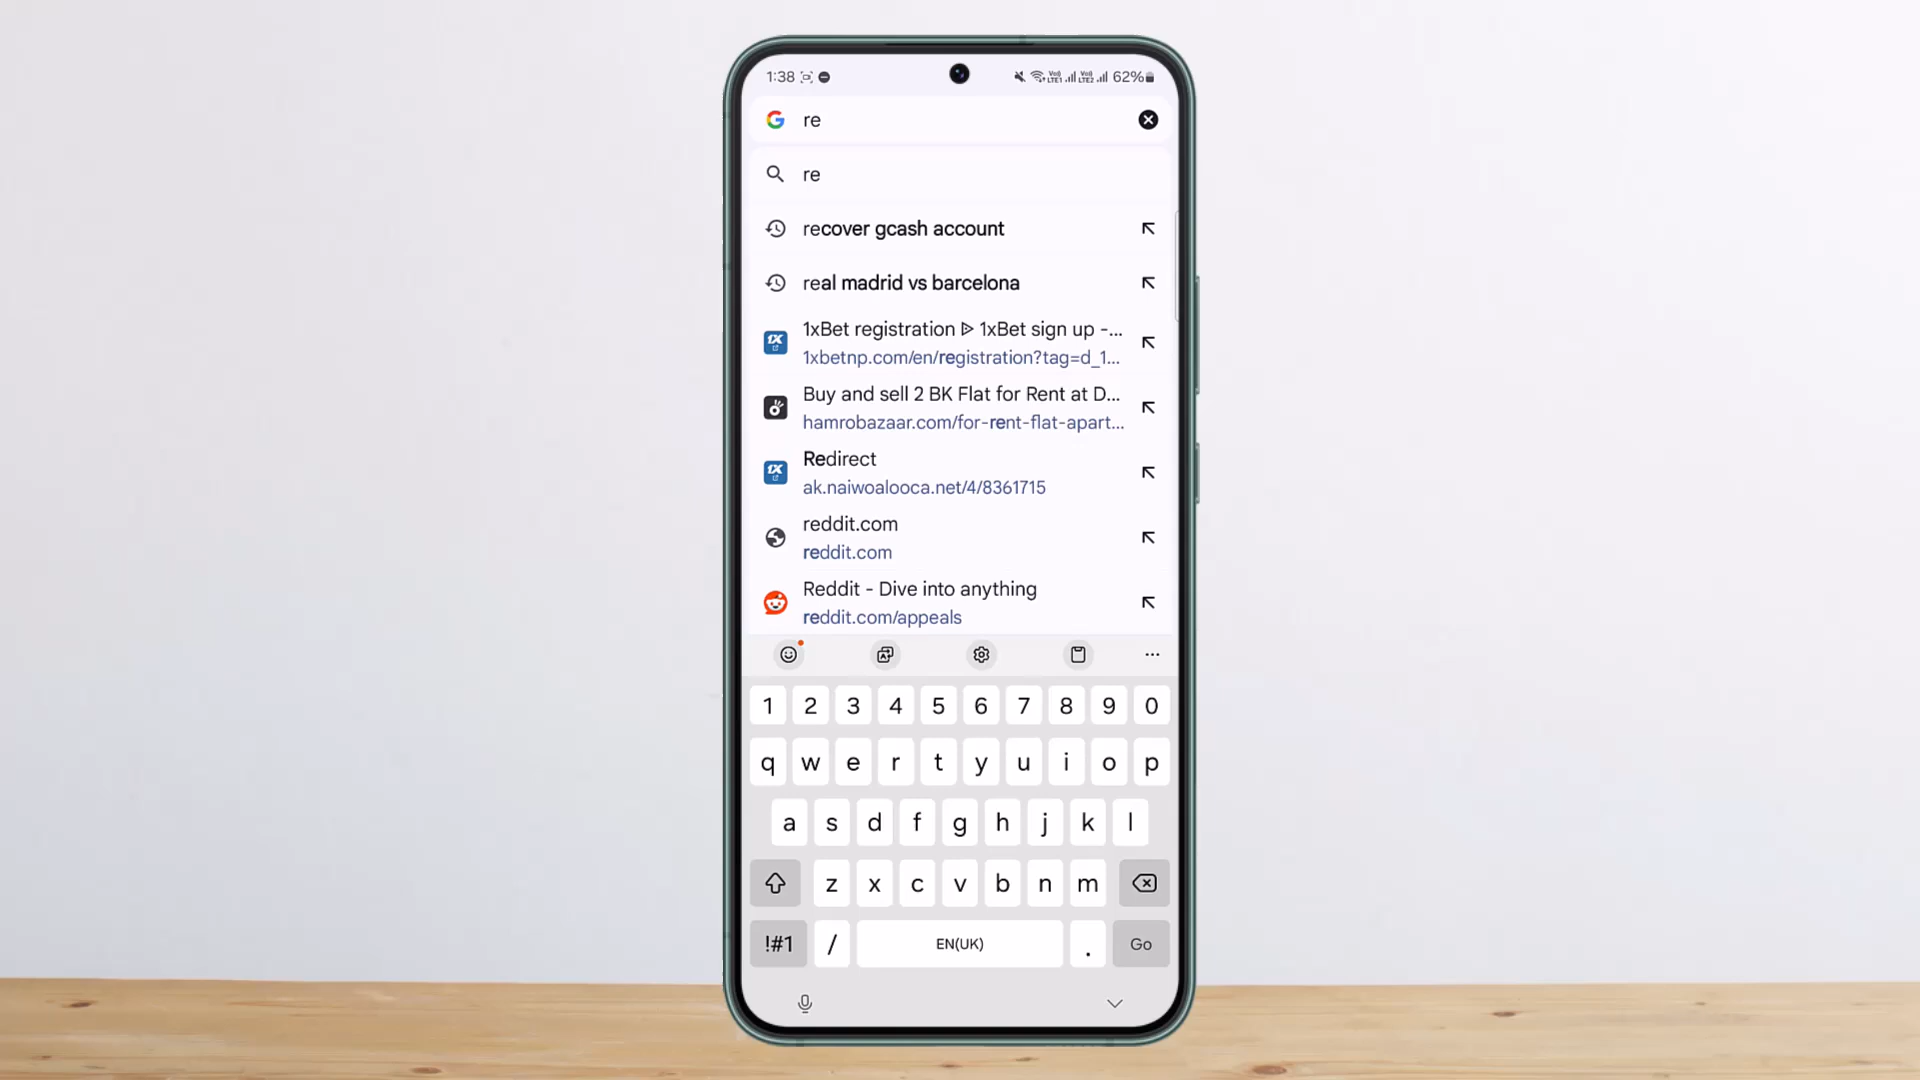 1:38 62%
re
re
recover gcash account
real madrid vs barcelona
1xBet registration ᐉ 1xBet sign up -...
1xbetnp.com/en/registration?tag=d_1...
Buy and sell 2 BK Flat for Rent at D...
hamrobazaar.com/for-rent-flat-apart...
Redirect
ak.naiwoalooca.net/4/8361715
reddit.com
reddit.com
Reddit - Dive into anything
reddit.com/appeals
1 2 3 4 5 6 7 8 9 0
q w e r t y u i o p
a s d f g h j k l
z x c v b n m
!#1 / EN(UK) . Go